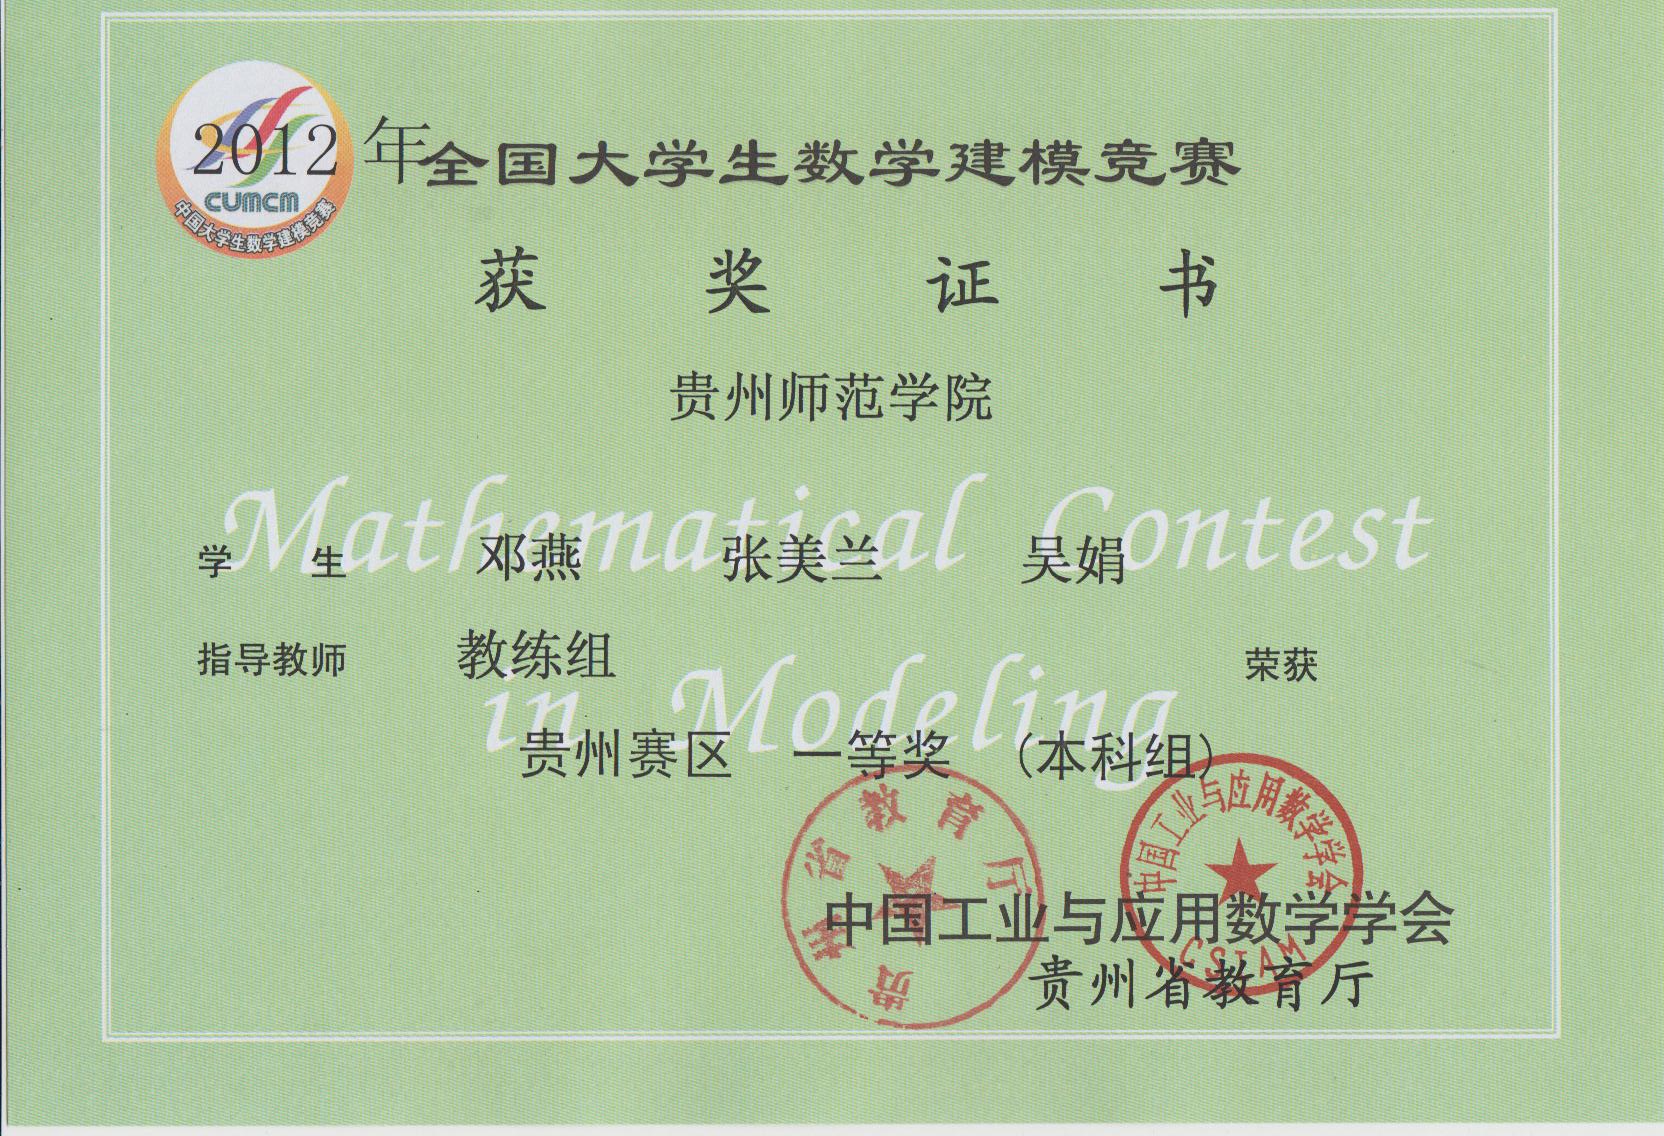 2012年全国大学生数学建模竞赛
CUMCM
中国大学生数学建模竞赛
获奖证书
贵州师范学院
Mathematical Contest
学生 邓燕 张美兰 吴娟
指导教师 教练组 荣获
in Modeling
贵州赛区 一等奖 (本科组)
贵州省教育厅
中国工业与应用数学学会
CSIAM
中国工业与应用数学学会
贵州省教育厅